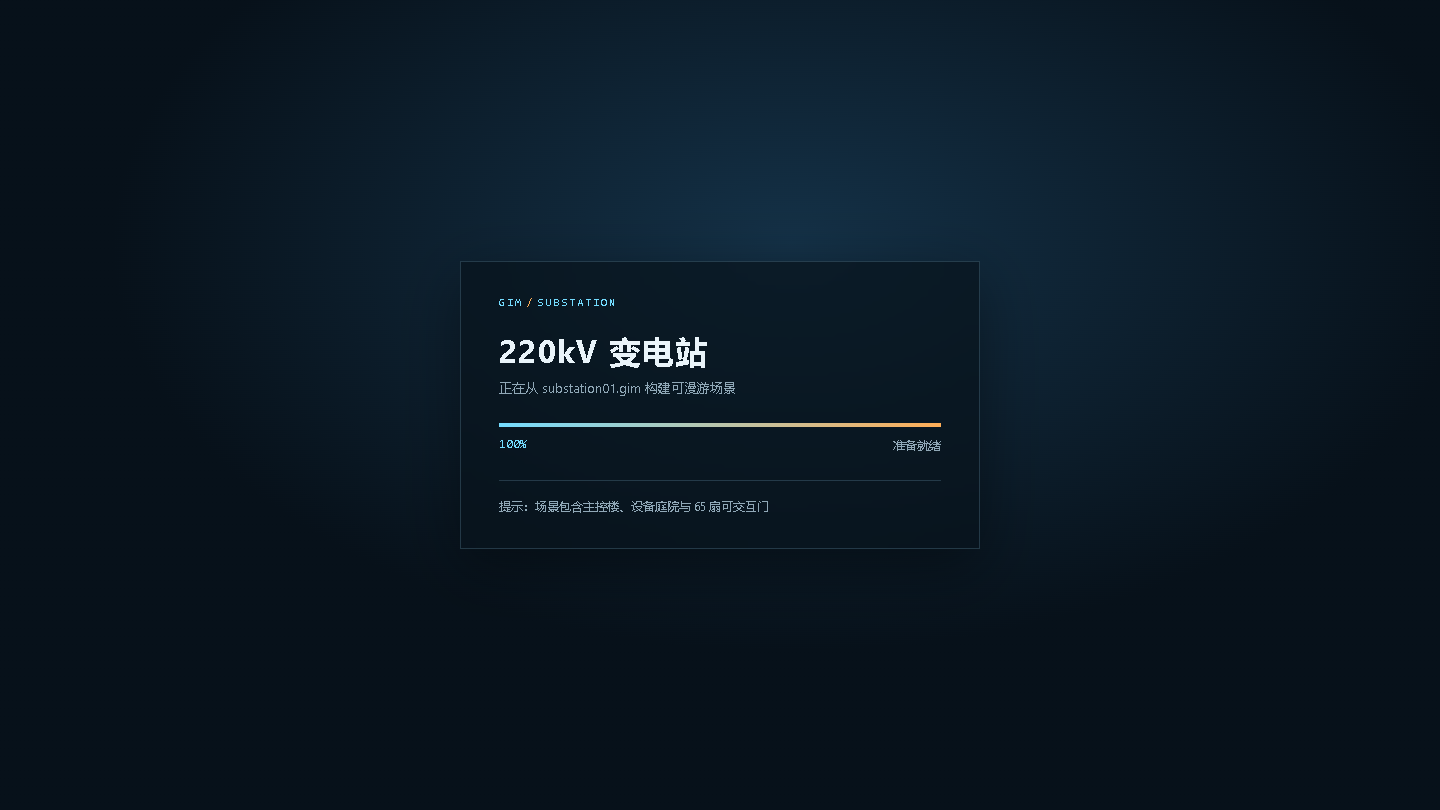 GIM / SUBSTATION
220kV 变电站
正在从 substation01.gim 构建可漫游场景
100%
准备就绪
提示：场景包含主控楼、设备庭院与 65 扇可交互门